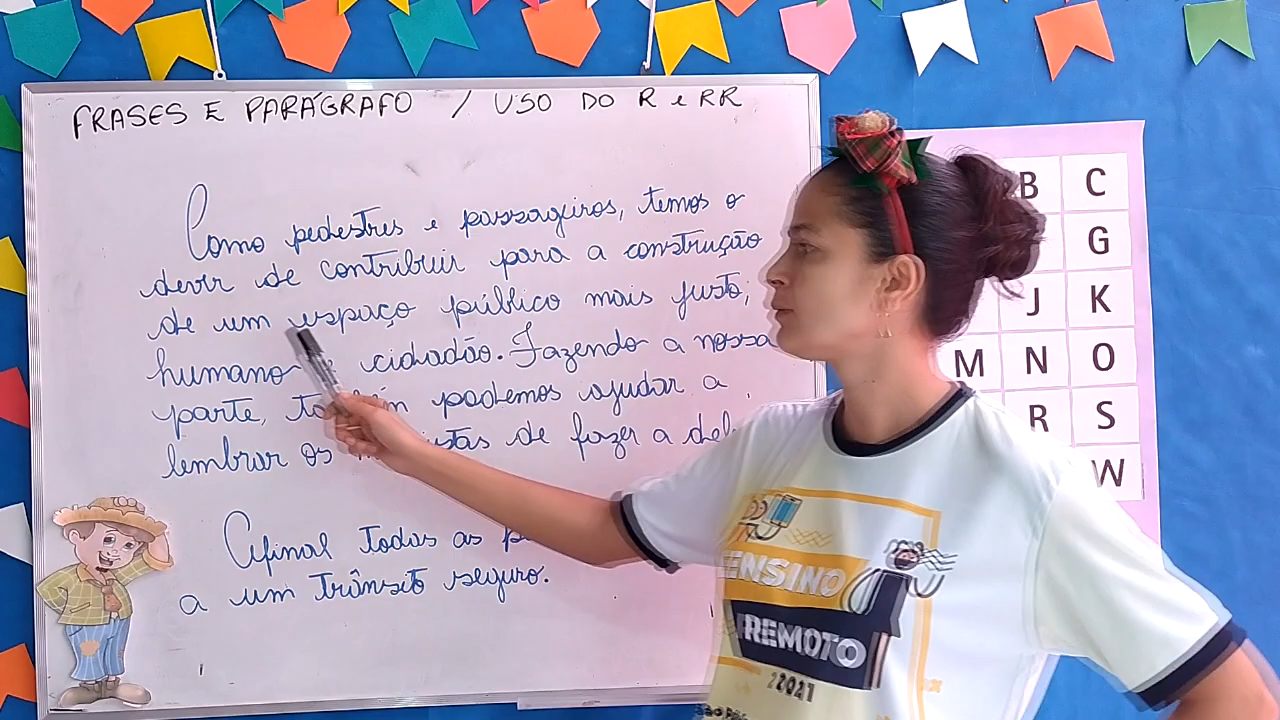 FRASES E PARÁGRAFO / USO DO R e RR
Como pedestres e passageiros, temos o
dever de contribuir para a construção
de um espaço público mais justo,
humano cidadão. Fazendo a nossa
parte, podemos ajudar a
lembrar os de fazer a
Afinal todas as
a um trânsito seguro.
B C
G
J K
M N O
R S
W
ENSINO
REMOTO
2021